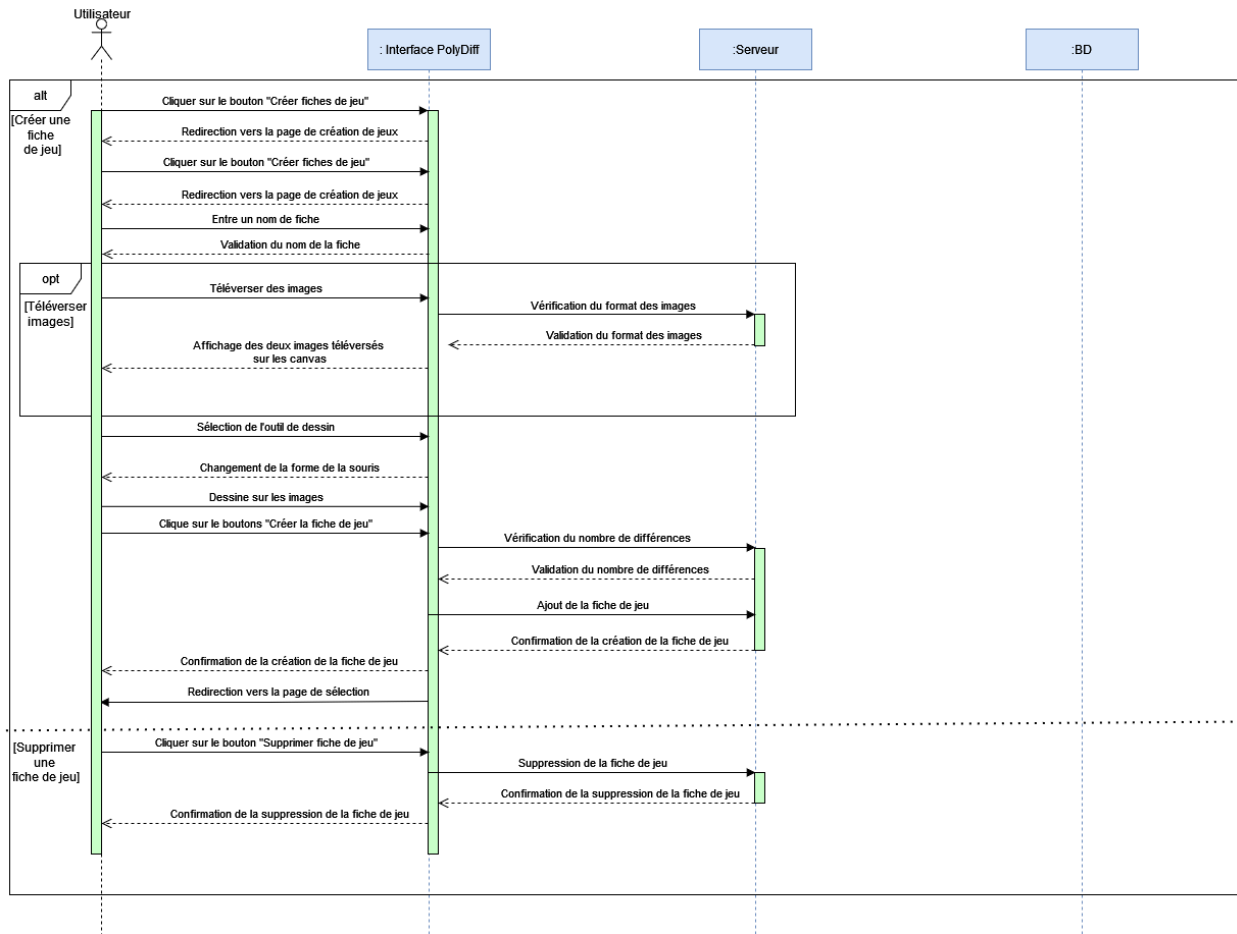 Utilisateur
: Interface PolyDiff
:Serveur
:BD
alt
[Créer une
fiche
de jeu]
Cliquer sur le bouton "Créer fiches de jeu"
Redirection vers la page de création de jeux
Cliquer sur le bouton "Créer fiches de jeu"
Redirection vers la page de création de jeux
Entre un nom de fiche
Validation du nom de la fiche
opt
[Téléverser
images]
Téléverser des images
Vérification du format des images
Validation du format des images
Affichage des deux images téléversés
sur les canvas
Sélection de l'outil de dessin
Changement de la forme de la souris
Dessine sur les images
Clique sur le boutons "Créer la fiche de jeu"
Vérification du nombre de différences
Validation du nombre de différences
Ajout de la fiche de jeu
Confirmation de la création de la fiche de jeu
Confirmation de la création de la fiche de jeu
Redirection vers la page de sélection
[Supprimer
une
fiche de jeu]
Cliquer sur le bouton "Supprimer fiche de jeu"
Suppression de la fiche de jeu
Confirmation de la suppression de la fiche de jeu
Confirmation de la suppression de la fiche de jeu